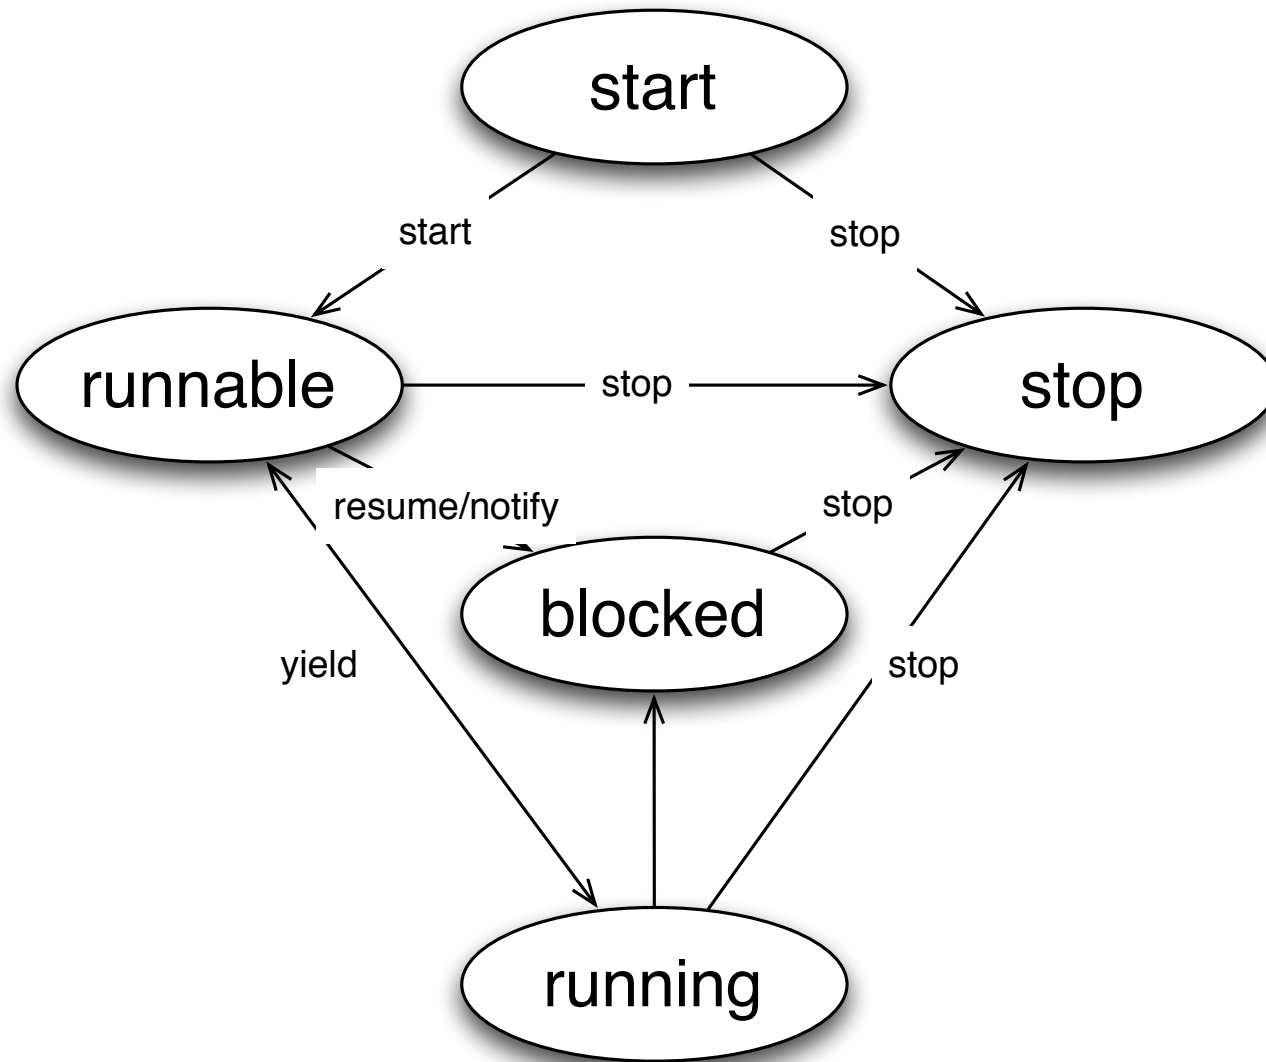 start
start
stop
runnable
stop
stop
resume/notify
stop
blocked
yield
stop
running